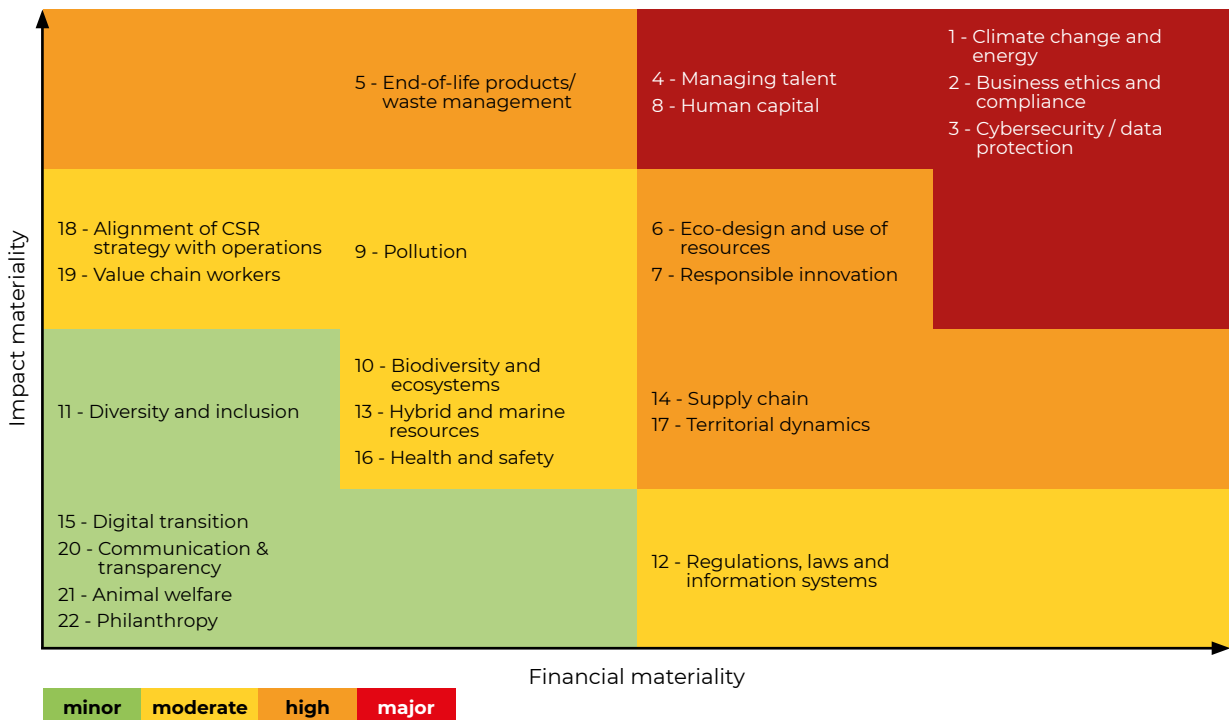 1 - Climate change and
energy
2 - Business ethics and
compliance
3 - Cybersecurity / data
protection
4 - Managing talent
8 - Human capital
5 - End-of-life products/
waste management
18 - Alignment of CSR
strategy with operations
19 - Value chain workers
9 - Pollution
6 - Eco-design and use of
resources
7 - Responsible innovation
11 - Diversity and inclusion
10 - Biodiversity and
ecosystems
13 - Hybrid and marine
resources
16 - Health and safety
14 - Supply chain
17 - Territorial dynamics
15 - Digital transition
20 - Communication &
transparency
21 - Animal welfare
22 - Philanthropy
12 - Regulations, laws and
information systems
Impact materiality
Financial materiality
minor
moderate
high
major